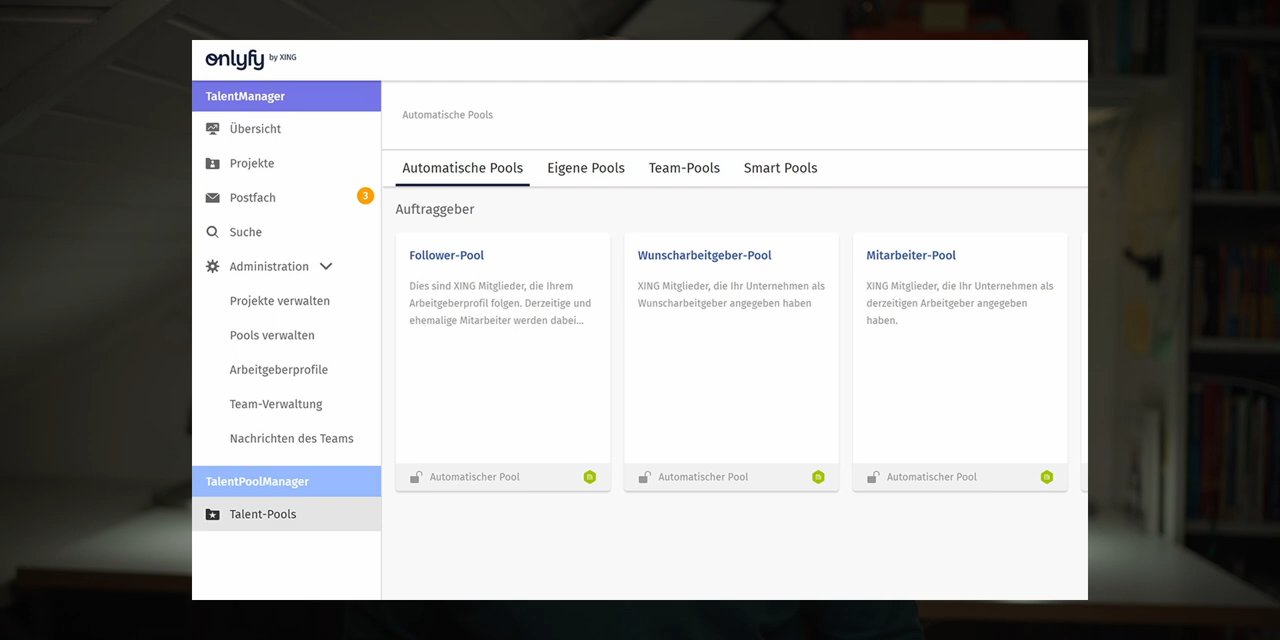 onlyfy by XING
TalentManager
Übersicht
Projekte
Postfach
3
Suche
Administration
Projekte verwalten
Pools verwalten
Arbeitgeberprofile
Team-Verwaltung
Nachrichten des Teams
TalentPoolManager
Talent-Pools
Automatische Pools
Automatische Pools Eigene Pools Team-Pools Smart Pools
Auftraggeber
Follower-Pool
Dies sind XING Mitglieder, die Ihrem
Arbeitgeberprofil folgen. Derzeitige und
ehemalige Mitarbeiter werden dabei...
Automatischer Pool
Wunscharbeitgeber-Pool
XING Mitglieder, die Ihr Unternehmen als
Wunscharbeitgeber angegeben haben
Automatischer Pool
Mitarbeiter-Pool
XING Mitglieder, die Ihr Unternehmen als
derzeitigen Arbeitgeber angegeben
haben.
Automatischer Pool